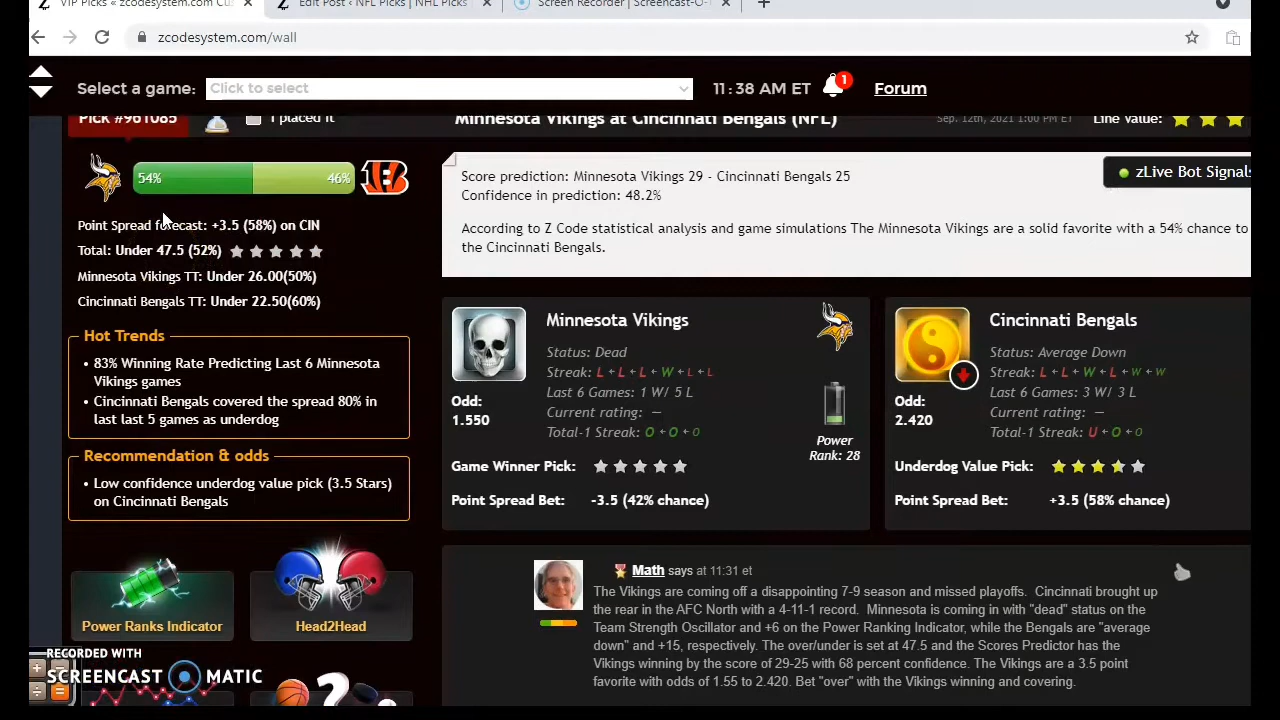 VIP Picks « zcodesystem.com Cu
Edit Post ‹ NFL Picks | NHL Picks
Screen Recorder | Screencast-O-
zcodesystem.com/wall
Select a game:
Click to select
11:38 AM ET
1
Forum
Pick #961085
I placed it
Minnesota Vikings at Cincinnati Bengals (NFL)
Sep. 12th, 2021 1:00 PM ET
Line Value:
54%
46%
Point Spread forecast: +3.5 (58%) on CIN
Total: Under 47.5 (52%)
Minnesota Vikings TT: Under 26.00(50%)
Cincinnati Bengals TT: Under 22.50(60%)
Hot Trends
• 83% Winning Rate Predicting Last 6 Minnesota
Vikings games
• Cincinnati Bengals covered the spread 80% in
last last 5 games as underdog
Recommendation & odds
• Low confidence underdog value pick (3.5 Stars)
on Cincinnati Bengals
Power Ranks Indicator
Head2Head
Score prediction: Minnesota Vikings 29 - Cincinnati Bengals 25
Confidence in prediction: 48.2%
zLive Bot Signals
According to Z Code statistical analysis and game simulations The Minnesota Vikings are a solid favorite with a 54% chance to
the Cincinnati Bengals.
Minnesota Vikings
Status: Dead
Streak: L L L W L L
Last 6 Games: 1 W/ 5 L
Current rating: —
Total-1 Streak: O O O
Odd:
1.550
Power
Rank: 28
Game Winner Pick:
Point Spread Bet: -3.5 (42% chance)
Cincinnati Bengals
Status: Average Down
Streak: L L W L W W
Last 6 Games: 3 W/ 3 L
Current rating: —
Total-1 Streak: U O O
Odd:
2.420
Underdog Value Pick:
Point Spread Bet: +3.5 (58% chance)
Math says at 11:31 et
The Vikings are coming off a disappointing 7-9 season and missed playoffs. Cincinnati brought up
the rear in the AFC North with a 4-11-1 record. Minnesota is coming in with "dead" status on the
Team Strength Oscillator and +6 on the Power Ranking Indicator, while the Bengals are "average
down" and +15, respectively. The over/under is set at 47.5 and the Scores Predictor has the
Vikings winning by the score of 29-25 with 68 percent confidence. The Vikings are a 3.5 point
favorite with odds of 1.55 to 2.420. Bet "over" with the Vikings winning and covering.
RECORDED WITH
SCREENCAST MATIC